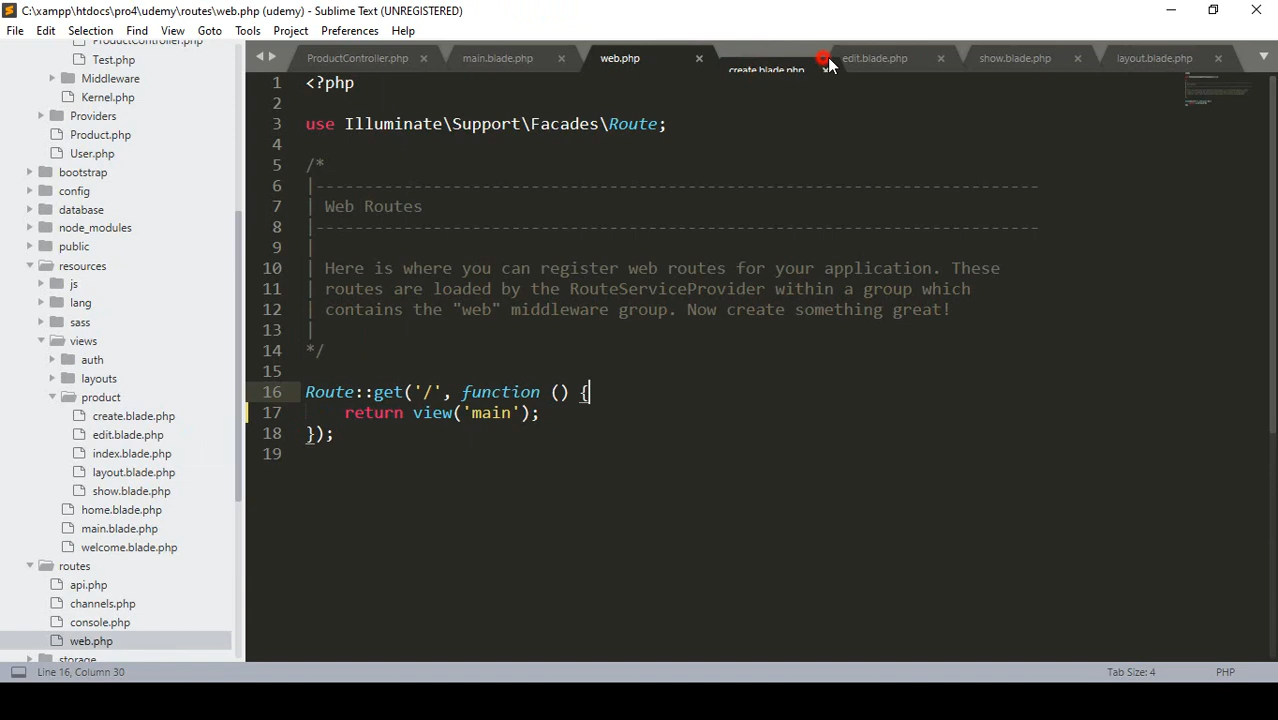 C:\xampp\htdocs\pro4\udemy\routes\web.php (udemy) - Sublime Text (UNREGISTERED)
File Edit Selection Find View Goto Tools Project Preferences Help
ProductController.php main.blade.php web.php create.blade.php edit.blade.php show.blade.php layout.blade.php
ProductController.php
Test.php
Middleware
Kernel.php
Providers
Product.php
User.php
bootstrap
config
database
node_modules
public
resources
js
lang
sass
views
auth
layouts
product
create.blade.php
edit.blade.php
index.blade.php
layout.blade.php
show.blade.php
home.blade.php
main.blade.php
welcome.blade.php
routes
api.php
channels.php
console.php
web.php
storage
1 <?php
2
3 use Illuminate\Support\Facades\Route;
4
5 /*
6 |--------------------------------------------------------------------------
7 | Web Routes
8 |--------------------------------------------------------------------------
9 |
10 | Here is where you can register web routes for your application. These
11 | routes are loaded by the RouteServiceProvider within a group which
12 | contains the "web" middleware group. Now create something great!
13 |
14 */
15
16 Route::get('/', function () {
17     return view('main');
18 });
19
Line 16, Column 30 Tab Size: 4 PHP